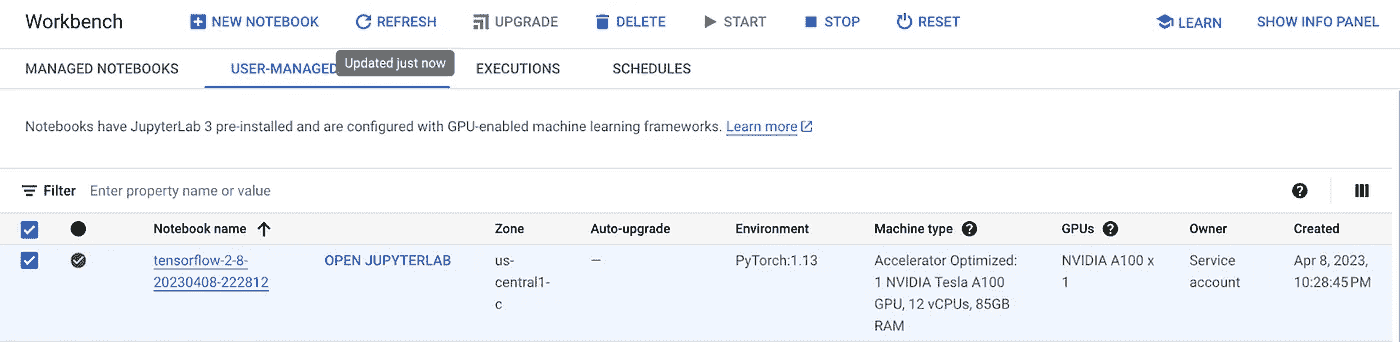 Workbench NEW NOTEBOOK REFRESH UPGRADE DELETE START STOP RESET LEARN SHOW INFO PANEL
Updated just now
MANAGED NOTEBOOKS USER-MANAGED EXECUTIONS SCHEDULES
Notebooks have JupyterLab 3 pre-installed and are configured with GPU-enabled machine learning frameworks. Learn more
Filter Enter property name or value
Notebook name Zone Auto-upgrade Environment Machine type GPUs Owner Created
tensorflow-2-8- OPEN JUPYTERLAB us- — PyTorch:1.13 Accelerator Optimized: NVIDIA A100 x Service Apr 8, 2023,
20230408-222812 central1- 1 NVIDIA Tesla A100 1 account 10:28:45 PM
c GPU, 12 vCPUs, 85GB
RAM